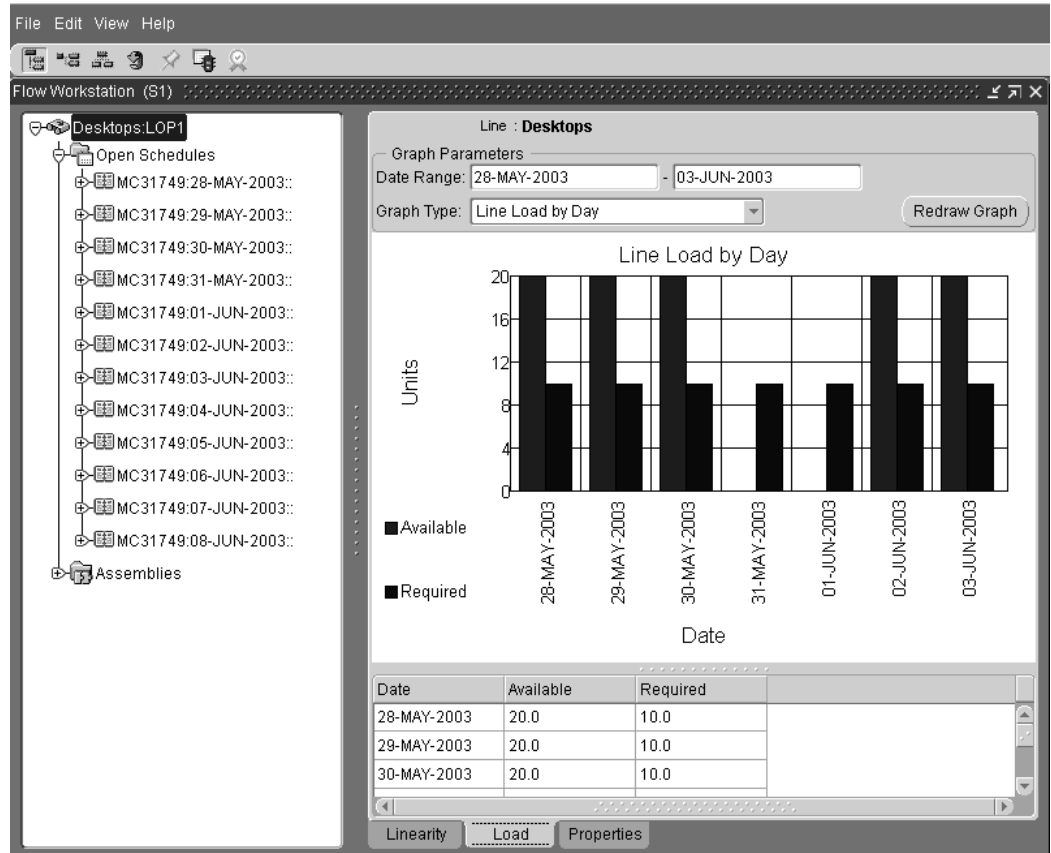 File Edit View Help
Flow Workstation (S1)
Desktops:LOP1
Open Schedules
MC31749:28-MAY-2003::
MC31749:29-MAY-2003::
MC31749:30-MAY-2003::
MC31749:31-MAY-2003::
MC31749:01-JUN-2003::
MC31749:02-JUN-2003::
MC31749:03-JUN-2003::
MC31749:04-JUN-2003::
MC31749:05-JUN-2003::
MC31749:06-JUN-2003::
MC31749:07-JUN-2003::
MC31749:08-JUN-2003::
Assemblies
Line : Desktops
Graph Parameters
Date Range: 28-MAY-2003 - 03-JUN-2003
Graph Type: Line Load by Day Redraw Graph
Line Load by Day
Units
20
16
12
8
4
0
28-MAY-2003
29-MAY-2003
30-MAY-2003
31-MAY-2003
01-JUN-2003
02-JUN-2003
03-JUN-2003
Available
Required
Date
Date Available Required
28-MAY-2003 20.0 10.0
29-MAY-2003 20.0 10.0
30-MAY-2003 20.0 10.0
Linearity Load Properties